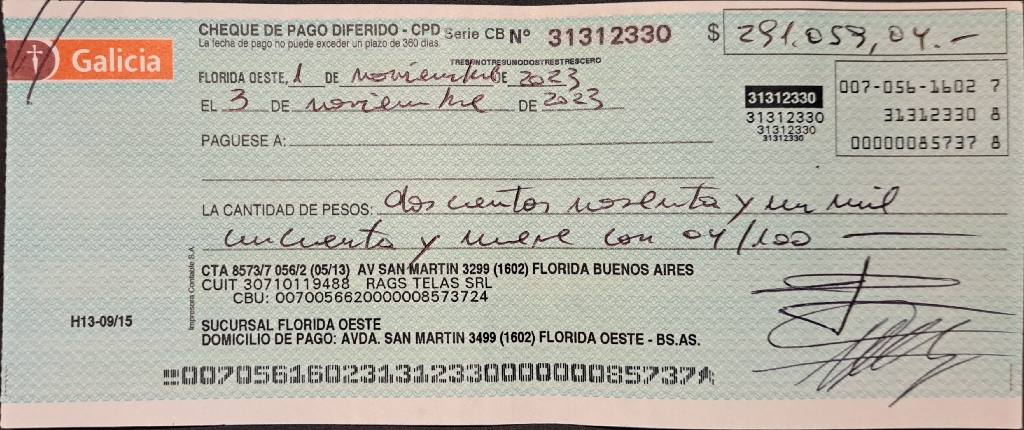 CHEQUE DE PAGO DIFERIDO - CPD Serie CB Nº 31312330 $ 291.059,04.-
La fecha de pago no puede exceder un plazo de 360 días.
Galicia
TRESUNOTRESUNODOSTRESTRESCERO
FLORIDA OESTE, 1 DE noviembre DE 2023
EL 3 DE noviembre DE 2023
31312330
31312330
31312330
31312330
007-056-1602 7
31312330 8
00000085737 8
PAGUESE A:
LA CANTIDAD DE PESOS: doscientos noventa y un mil
cincuenta y nueve con 04/100
CTA 8573/7 056/2 (05/13) AV SAN MARTIN 3299 (1602) FLORIDA BUENOS AIRES
CUIT 30710119488 RAGS TELAS SRL
CBU: 0070056620000008573724
Impresora Contable S.A.
H13-09/15
SUCURSAL FLORIDA OESTE
DOMICILIO DE PAGO: AVDA. SAN MARTIN 3499 (1602) FLORIDA OESTE - BS.AS.
00705616023131233000000085737